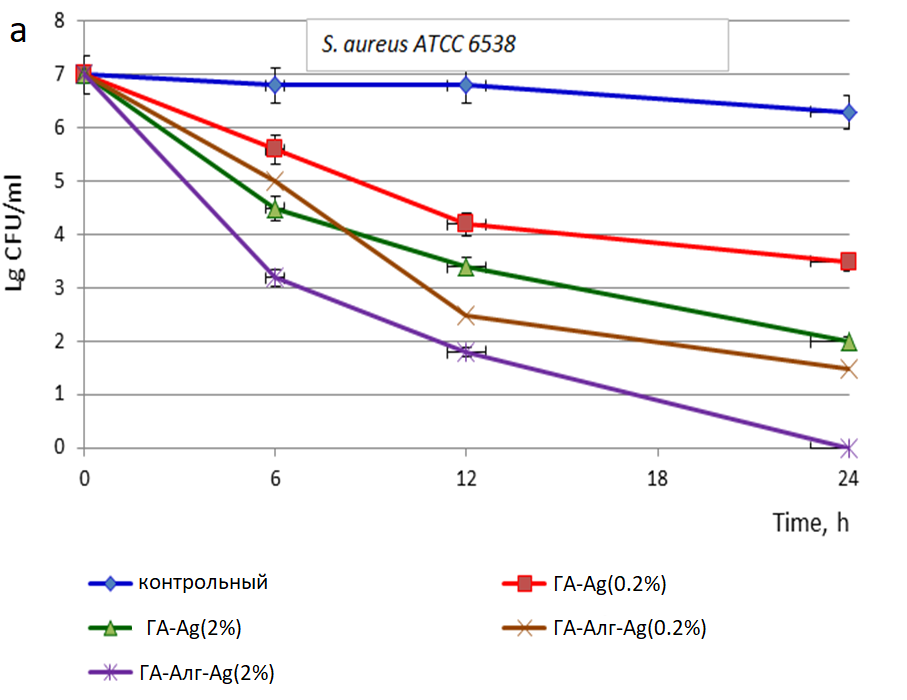 а
8
S. aureus ATCC 6538
7
6
5
4
3
2
1
0
Lg CFU/ml
0 6 12 18 24
Time, h
контрольный ГА-Ag(0.2%)
ГА-Ag(2%) ГА-Алг-Ag(0.2%)
ГА-Алг-Ag(2%)